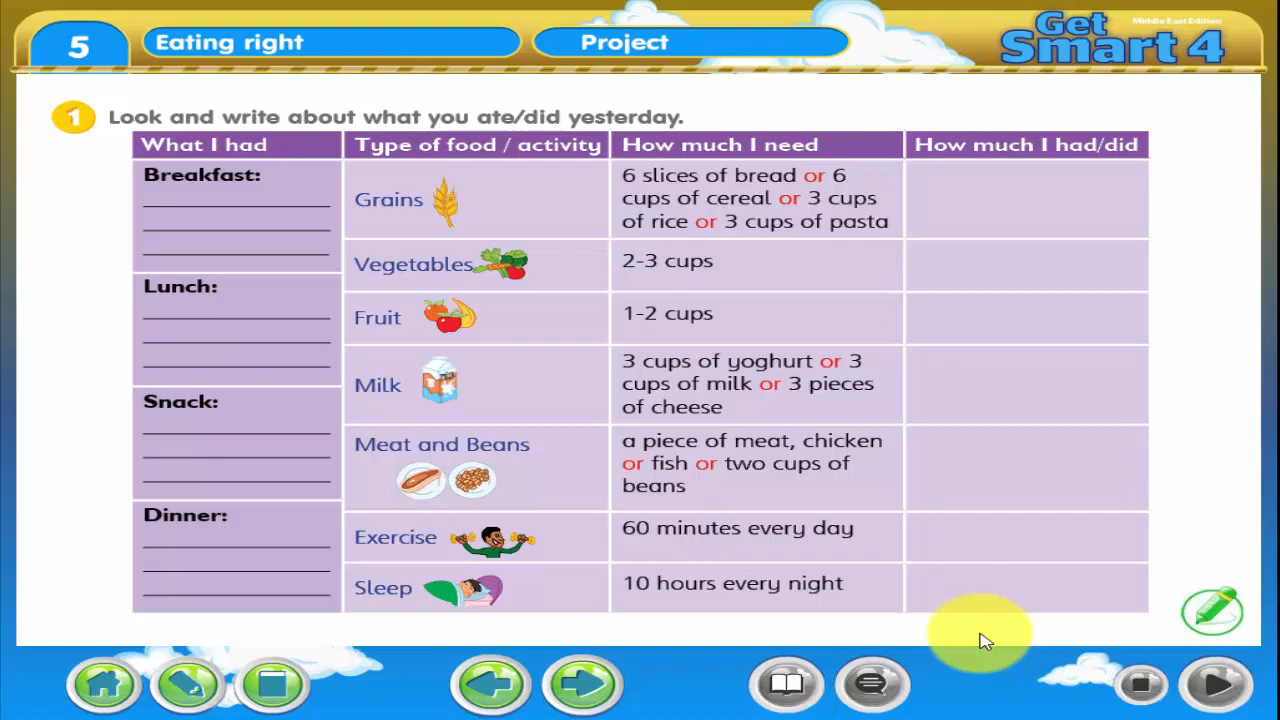 5
Eating right
Project
Get
Middle East Edition
Smart 4
1 Look and write about what you ate/did yesterday.
What I had
Type of food / activity
How much I need
How much I had/did
Breakfast:
Lunch:
Snack:
Dinner:
Grains
6 slices of bread or 6
cups of cereal or 3 cups
of rice or 3 cups of pasta
Vegetables
2-3 cups
Fruit
1-2 cups
Milk
3 cups of yoghurt or 3
cups of milk or 3 pieces
of cheese
Meat and Beans
a piece of meat, chicken
or fish or two cups of
beans
Exercise
60 minutes every day
Sleep
10 hours every night